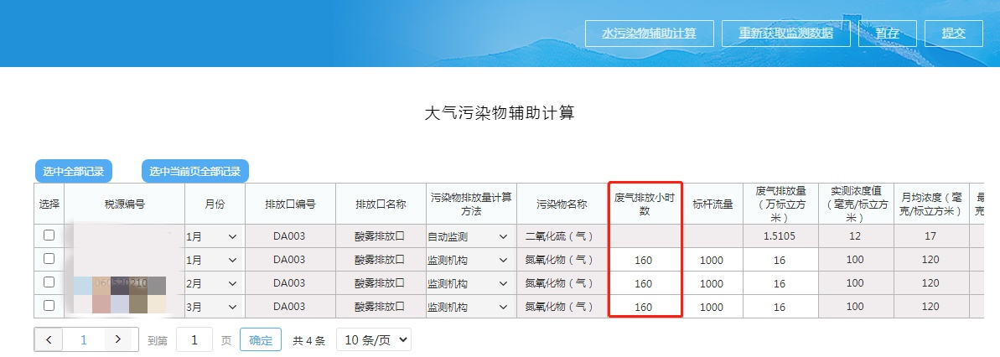 水污染物辅助计算 重新获取监测数据 暂存 提交
大气污染物辅助计算
选中全部记录 选中当前页全部记录
选择 税源编号 月份 排放口编号 排放口名称 污染物排放量计算方法 污染物名称 废气排放小时数 标杆流量 废气排放量（万标立方米） 实测浓度值（毫克/标立方米） 月均浓度（毫克/标立方米）
1月 DA003 酸雾排放口 自动监测 二氧化硫（气） 1.5105 12 17
1月 DA003 酸雾排放口 监测机构 氮氧化物（气） 160 1000 16 100 120
2月 DA003 酸雾排放口 监测机构 氮氧化物（气） 160 1000 16 100 120
3月 DA003 酸雾排放口 监测机构 氮氧化物（气） 160 1000 16 100 120
1 到第 1 页 确定 共 4 条 10 条/页